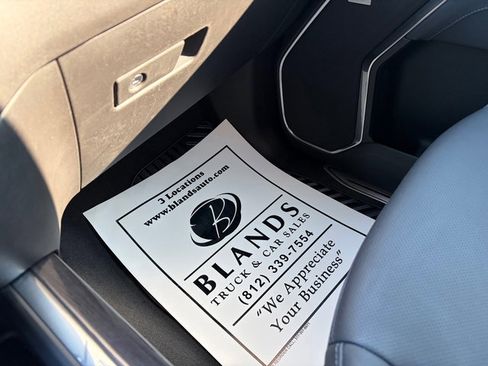 3 Locations
www.blandsauto.com
B
BLANDS
TRUCK & CAR SALES
(812) 339-7554
"We Appreciate
Your Business"